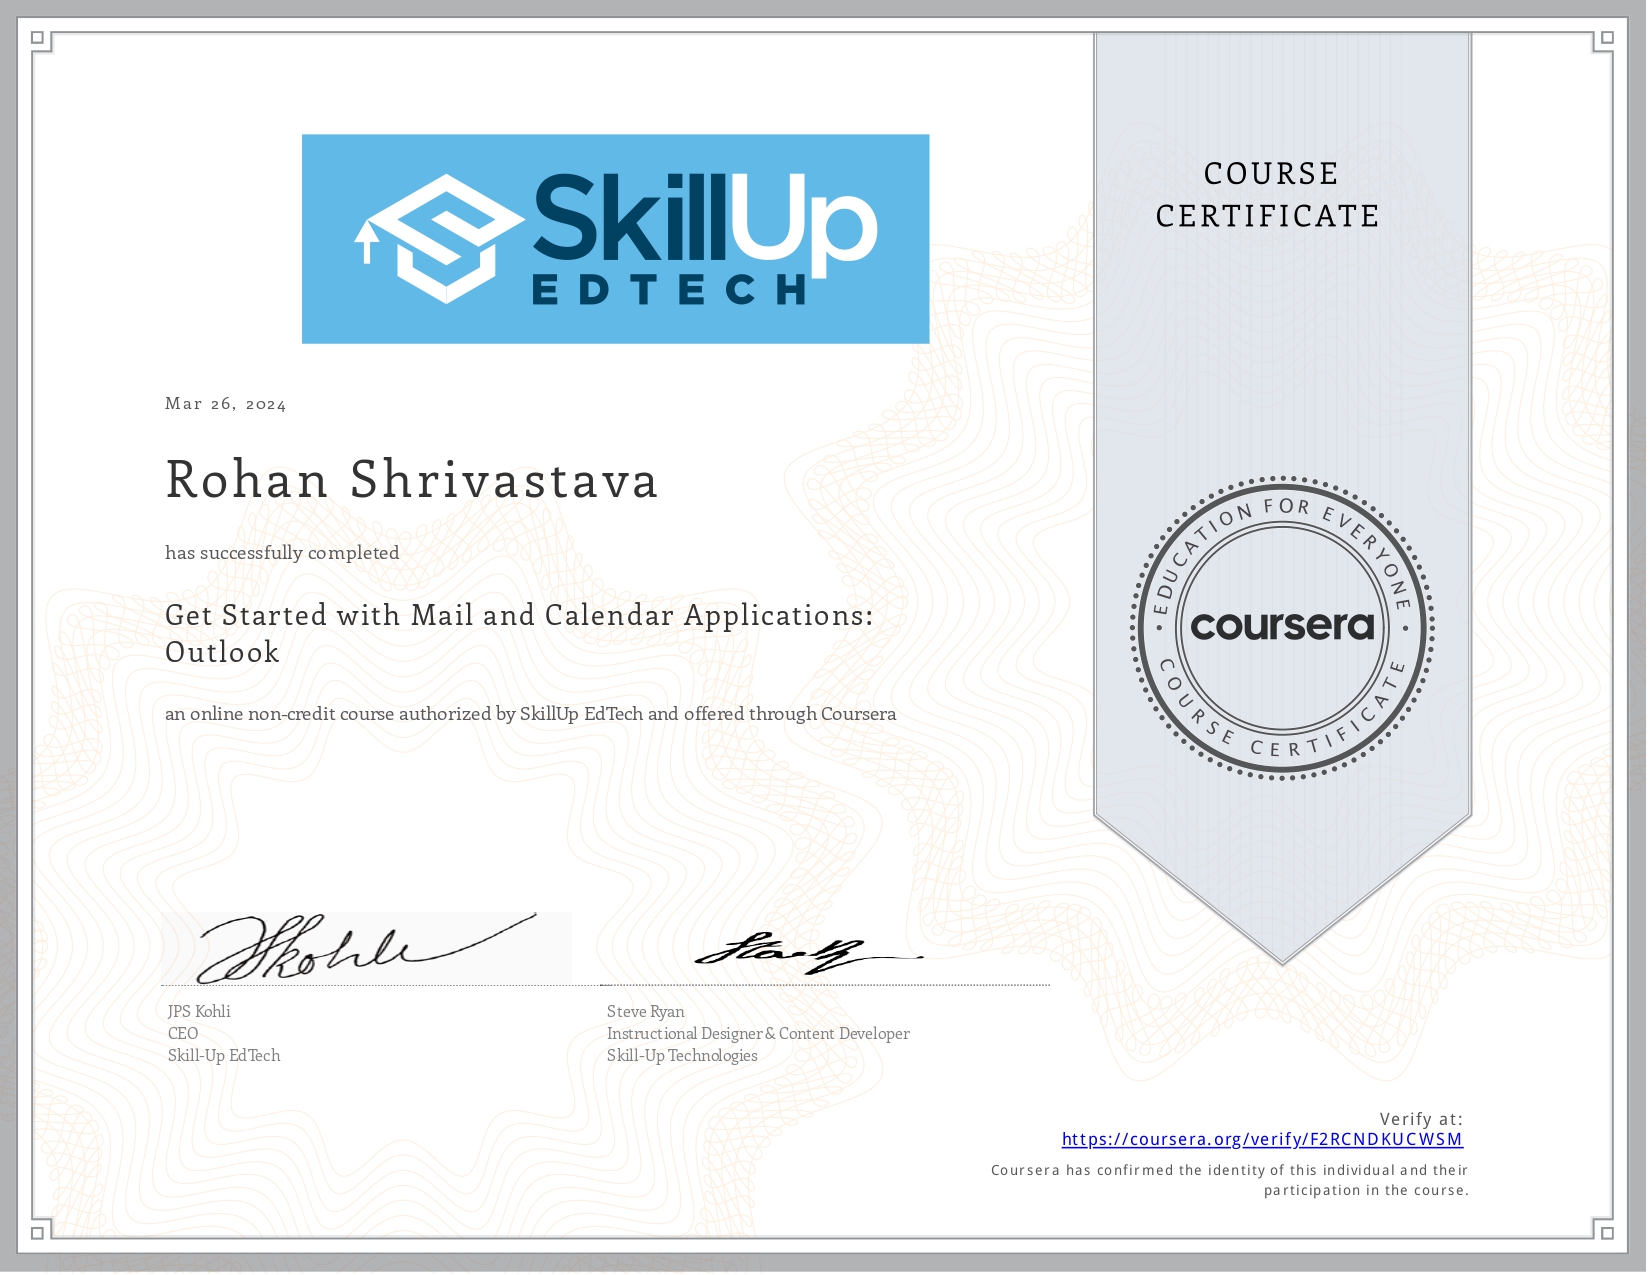 SkillUp
EDTECH
COURSE
CERTIFICATE
Mar 26, 2024
Rohan Shrivastava
has successfully completed
Get Started with Mail and Calendar Applications:
Outlook
an online non-credit course authorized by SkillUp EdTech and offered through Coursera
EDUCATION FOR EVERYONE
coursera
COURSE CERTIFICATE
JPS Kohli
CEO
Skill-Up EdTech
Steve Ryan
Instructional Designer & Content Developer
Skill-Up Technologies
Verify at:
https://coursera.org/verify/F2RCNDKUCWSM
Coursera has confirmed the identity of this individual and their
participation in the course.